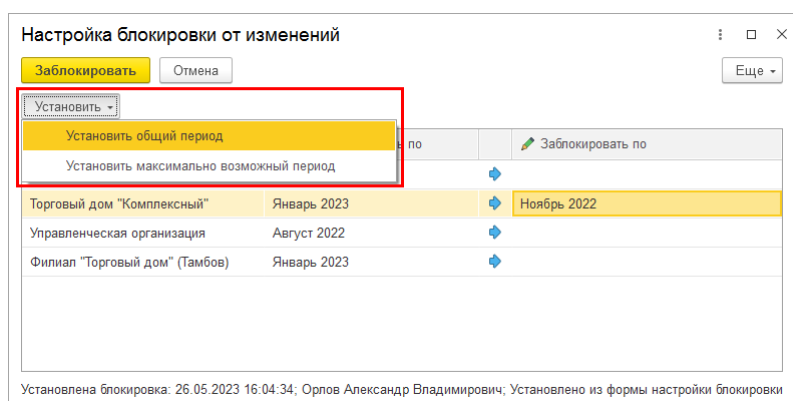 Настройка блокировки от изменений
Заблокировать Отмена Еще
Установить
Установить общий период
по Заблокировать по
Установить максимально возможный период
Торговый дом "Комплексный" Январь 2023 Ноябрь 2022
Управленческая организация Август 2022
Филиал "Торговый дом" (Тамбов) Январь 2023
Установлена блокировка: 26.05.2023 16:04:34; Орлов Александр Владимирович; Установлено из формы настройки блокировки